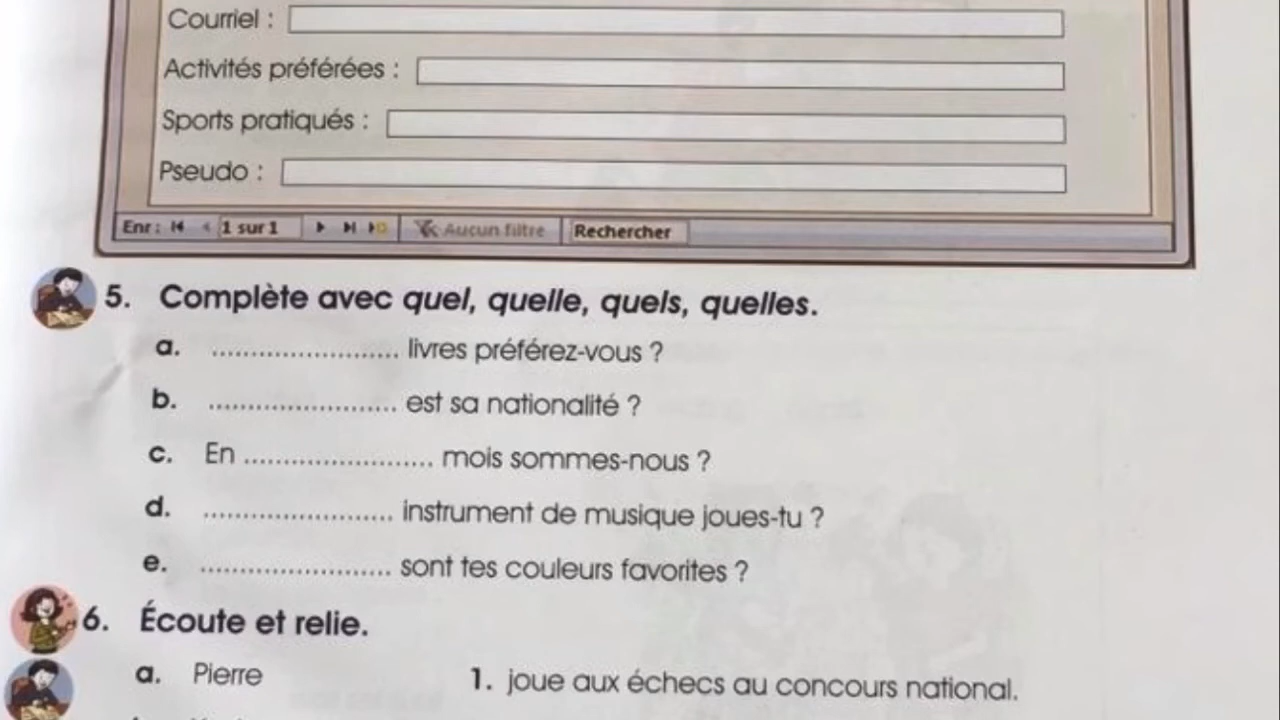 Courriel :
Activités préférées :
Sports pratiqués :
Pseudo :
Enr : 1 sur 1 Aucun filtre Rechercher
5. Complète avec quel, quelle, quels, quelles.
a. ........................ livres préférez-vous ?
b. ........................ est sa nationalité ?
c. En ........................ mois sommes-nous ?
d. ........................ instrument de musique joues-tu ?
e. ........................ sont tes couleurs favorites ?
6. Écoute et relie.
a. Pierre 1. joue aux échecs au concours national.